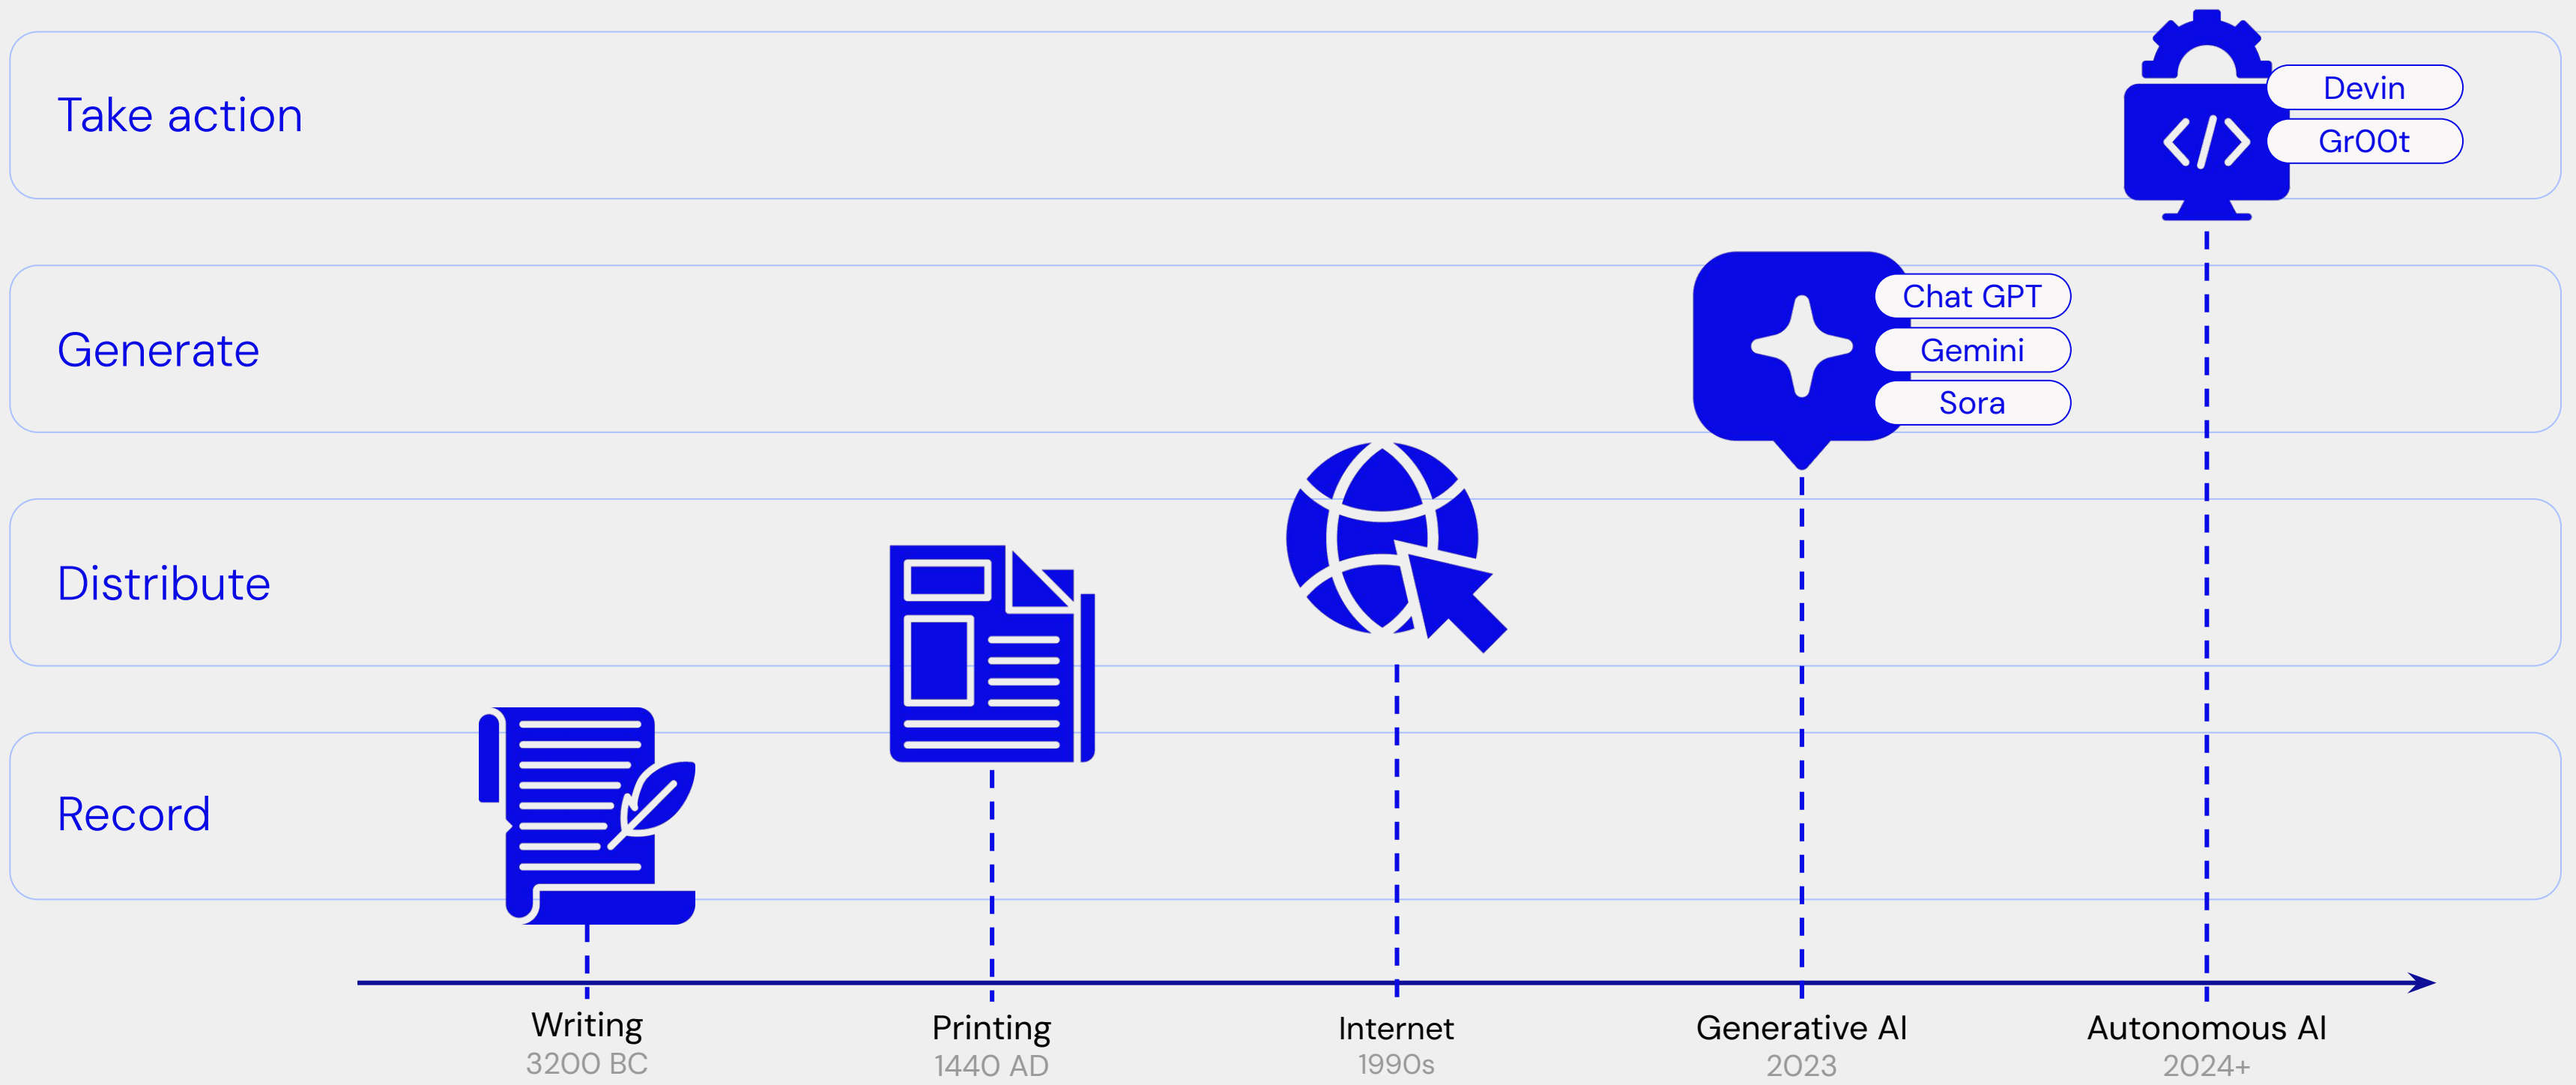 Take action
Devin
Gr00t
Generate
Chat GPT
Gemini
Sora
Distribute
Record
Writing
3200 BC
Printing
1440 AD
Internet
1990s
Generative AI
2023
Autonomous AI
2024+